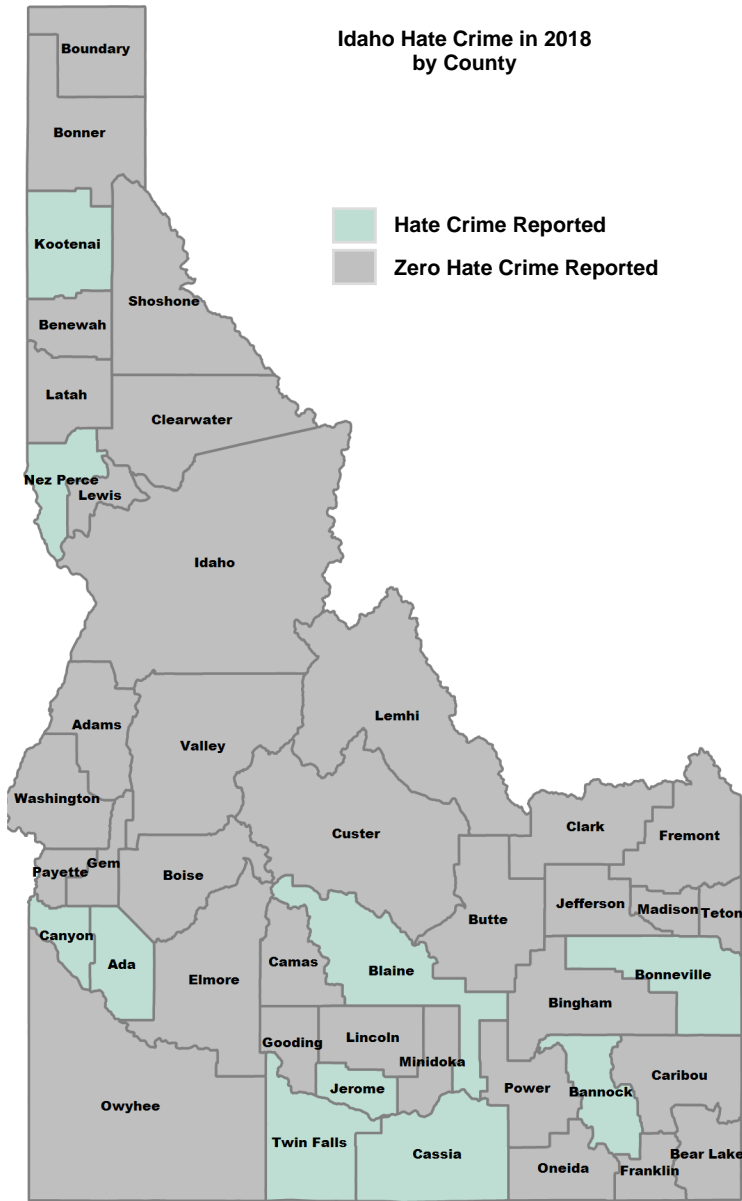 Idaho Hate Crime in 2018
by County
Boundary
Bonner
Hate Crime Reported
Kootenai
Zero Hate Crime Reported
Shoshone
Benewah
Latah
Clearwater
Nez Perce
Lewis
Idaho
Lemhi
Adams
Valley
Washington
Custer
Clark
Fremont
Gem
Payette
Boise
Jefferson
Madison
Teton
Butte
Canyon
Ada
Camas
Blaine
Bonneville
Elmore
Bingham
Lincoln
Gooding
Minidoka
Caribou
Jerome
Power
Bannock
Owyhee
Twin Falls
Cassia
Bear Lake
Oneida
Franklin